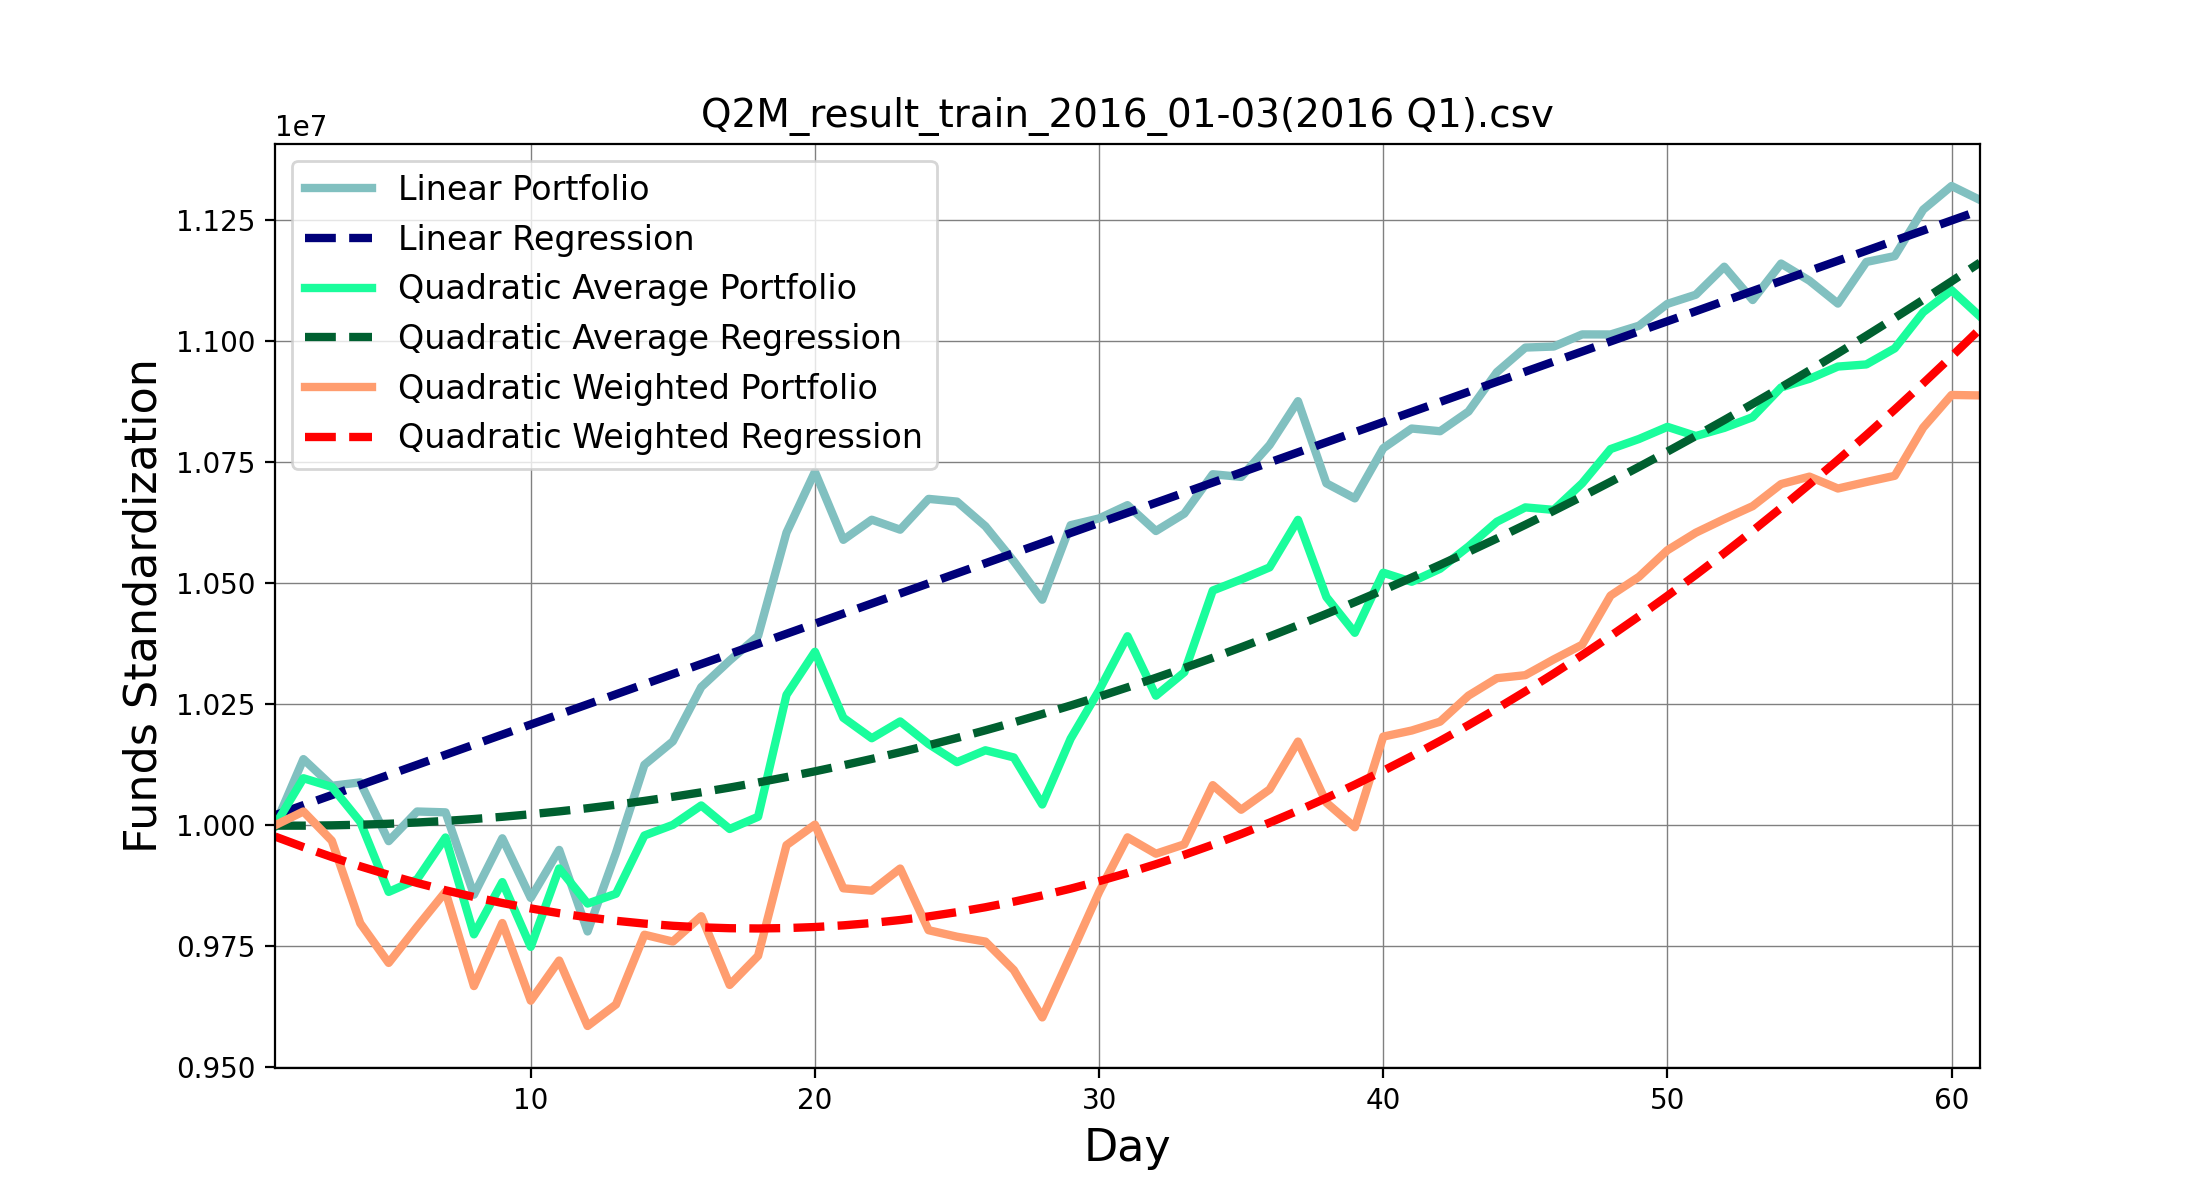 Q2M_result_train_2016_01-03(2016 Q1).csv
1e7
Linear Portfolio
Linear Regression
Quadratic Average Portfolio
Quadratic Average Regression
Quadratic Weighted Portfolio
Quadratic Weighted Regression
Funds Standardization
1.125
1.100
1.075
1.050
1.025
1.000
0.975
0.950
10 20 30 40 50 60
Day